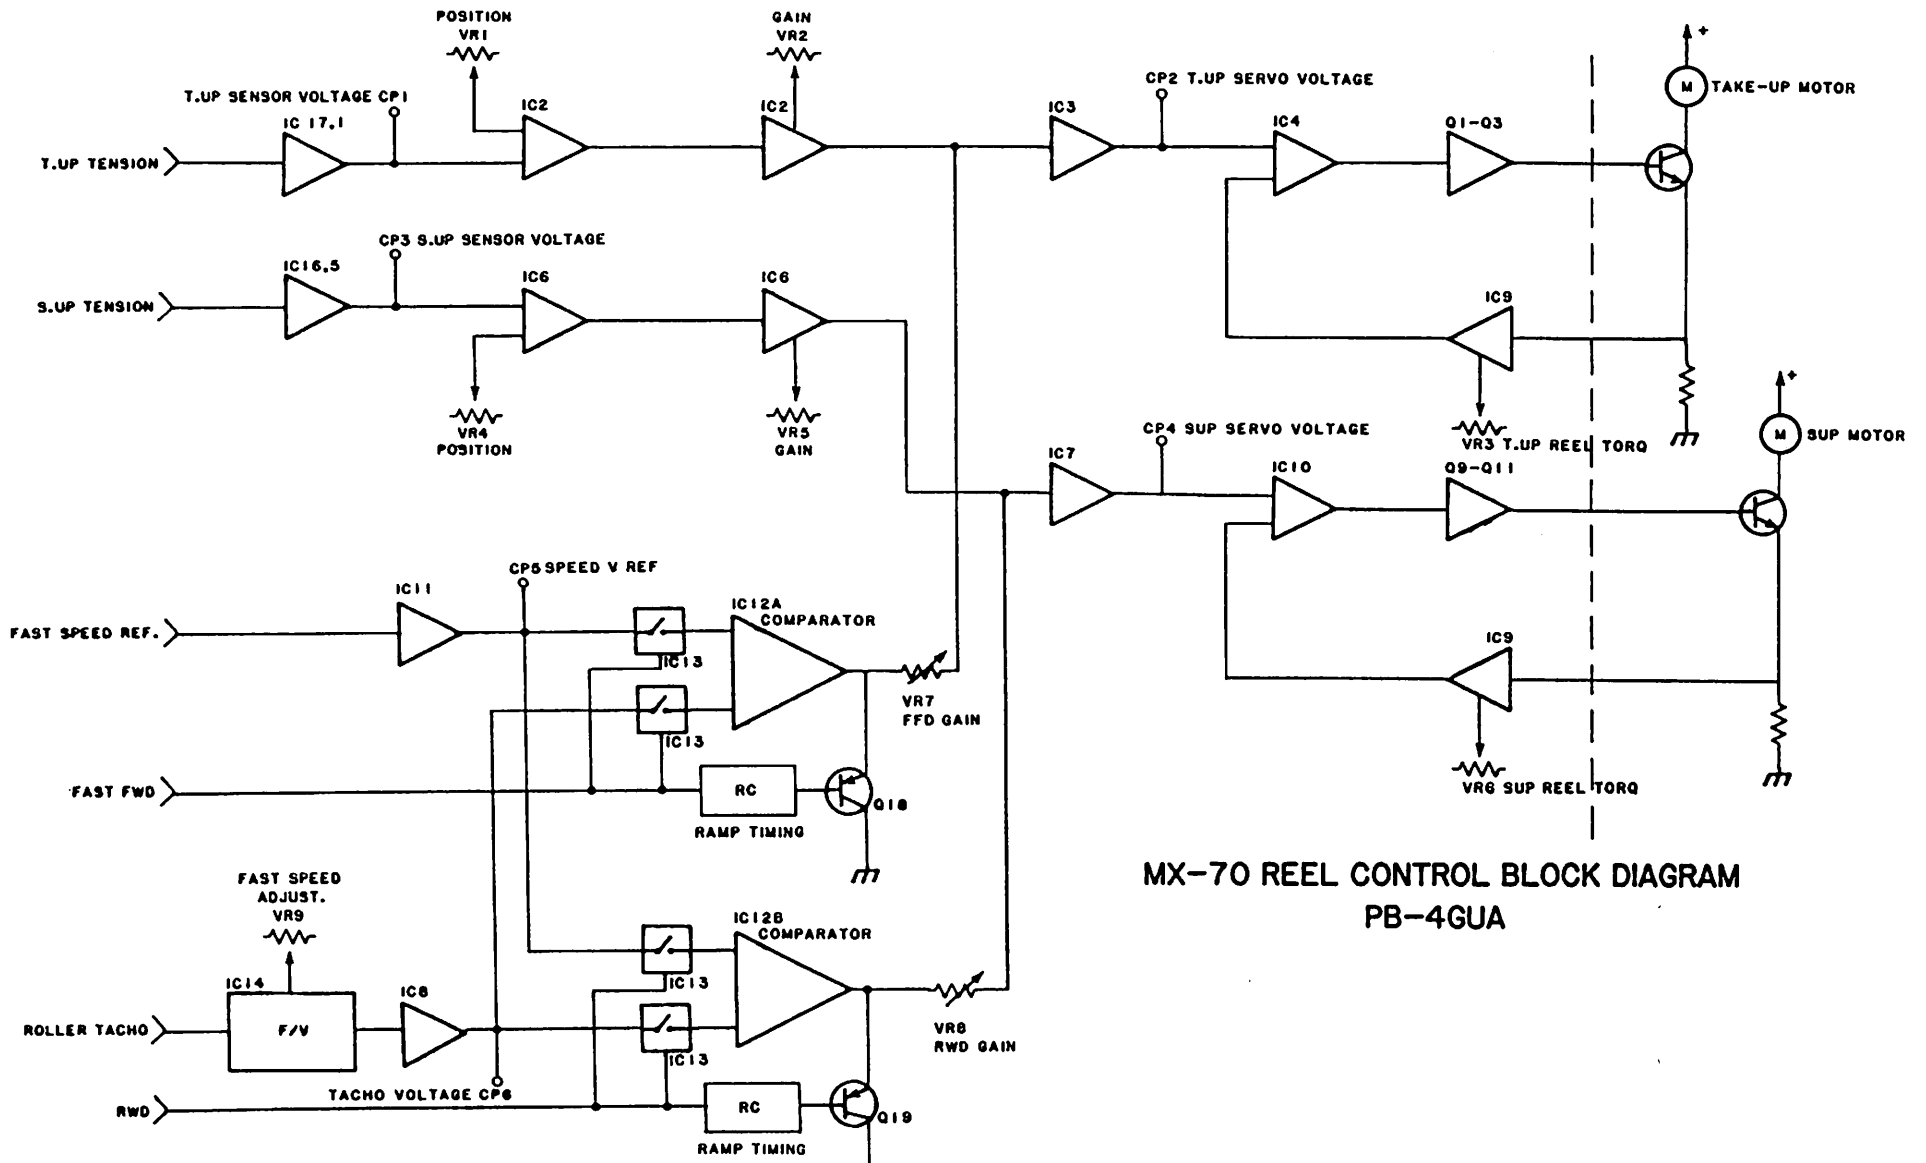 POSITION
VR1
GAIN
VR2
T.UP SENSOR VOLTAGE CP1
IC 17,1
IC2
IC2
IC3
CP2 T.UP SERVO VOLTAGE
IC4
Q1-Q3
+
M
TAKE-UP MOTOR
T.UP TENSION
CP3 S.UP SENSOR VOLTAGE
IC16,5
IC6
IC6
S.UP TENSION
IC9
VR4
POSITION
VR5
GAIN
VR3 T.UP REEL TORQ
CP4 SUP SERVO VOLTAGE
IC7
IC10
Q9-Q11
+
M
SUP MOTOR
CP5 SPEED V REF
IC11
IC12A
COMPARATOR
FAST SPEED REF.
IC13
IC9
VR7
FFD GAIN
IC13
FAST FWD
RC
Q18
RAMP TIMING
VR6 SUP REEL TORQ
MX-70 REEL CONTROL BLOCK DIAGRAM
PB-4GUA
FAST SPEED
ADJUST.
VR9
IC12B
COMPARATOR
IC14
IC8
IC13
ROLLER TACHO
F/V
VR8
RWD GAIN
IC13
TACHO VOLTAGE CP6
RWD
RC
Q19
RAMP TIMING